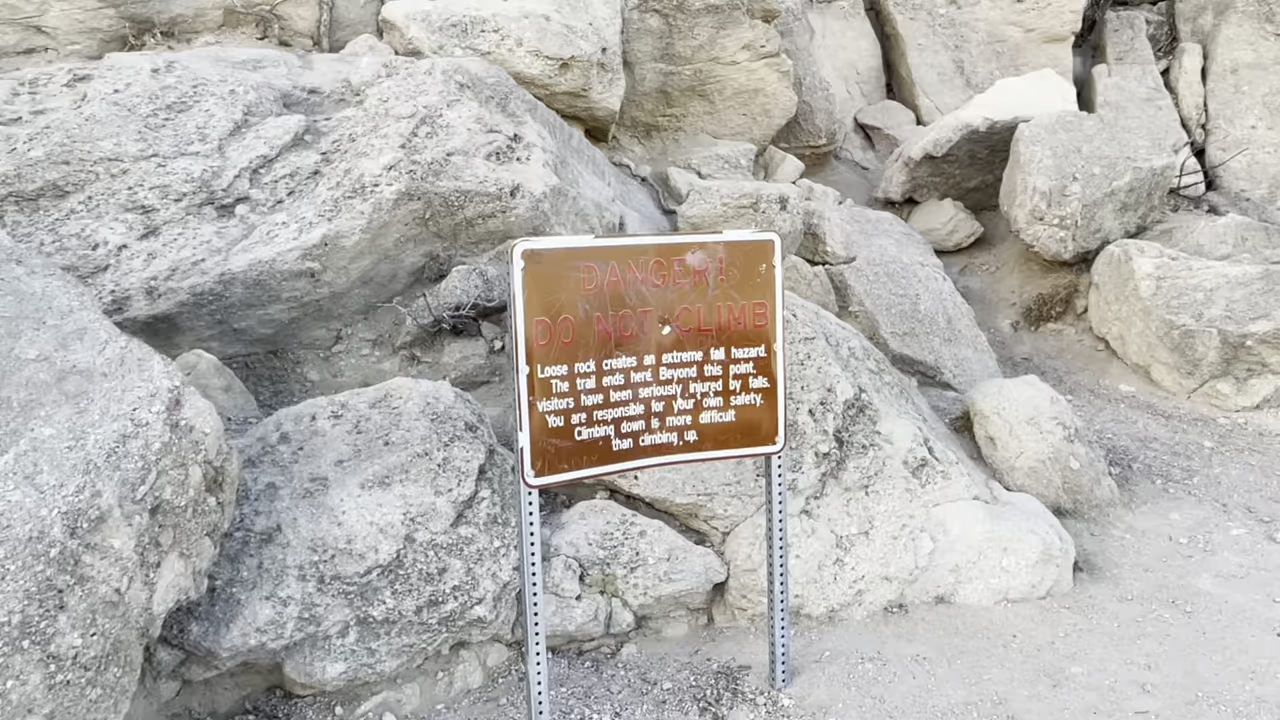 DANGER!
DO NOT CLIMB
Loose rock creates an extreme fall hazard.
The trail ends here. Beyond this point,
visitors have been seriously injured by falls.
You are responsible for your own safety.
Climbing down is more difficult
than climbing up.